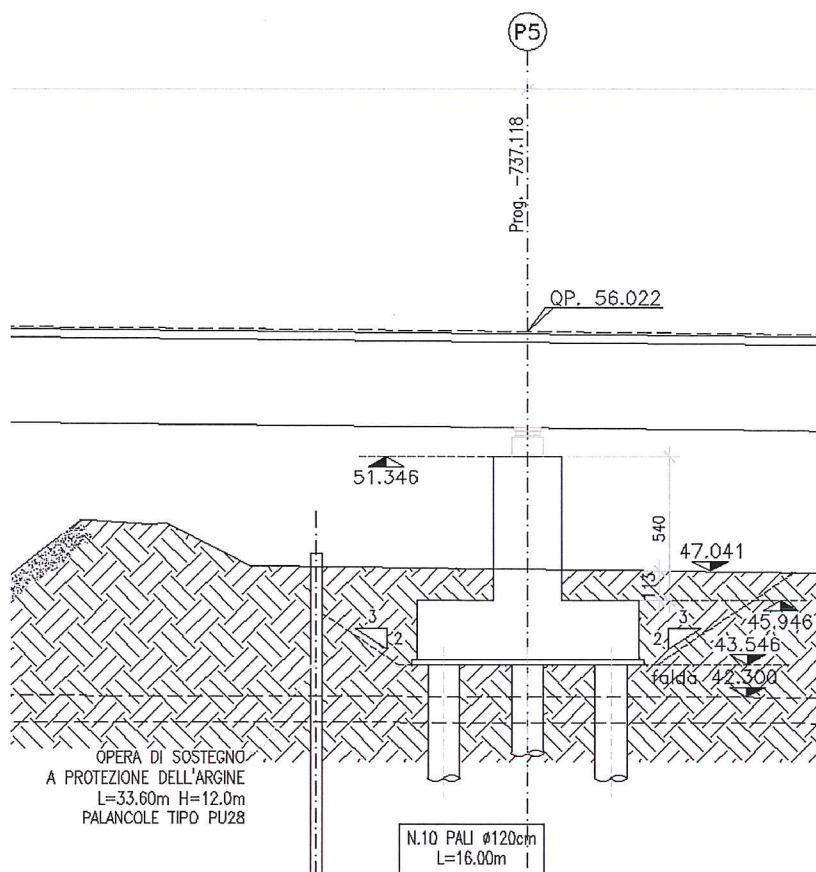 P5
Prog. -737.118
QP. 56.022
51.346
540
47.041
113
45.946
3
2
3
2
43.546
falda 42.300
OPERA DI SOSTEGNO
A PROTEZIONE DELL'ARGINE
L=33.60m H=12.0m
PALANCOLE TIPO PU28
N.10 PALI ø120cm
L=16.00m